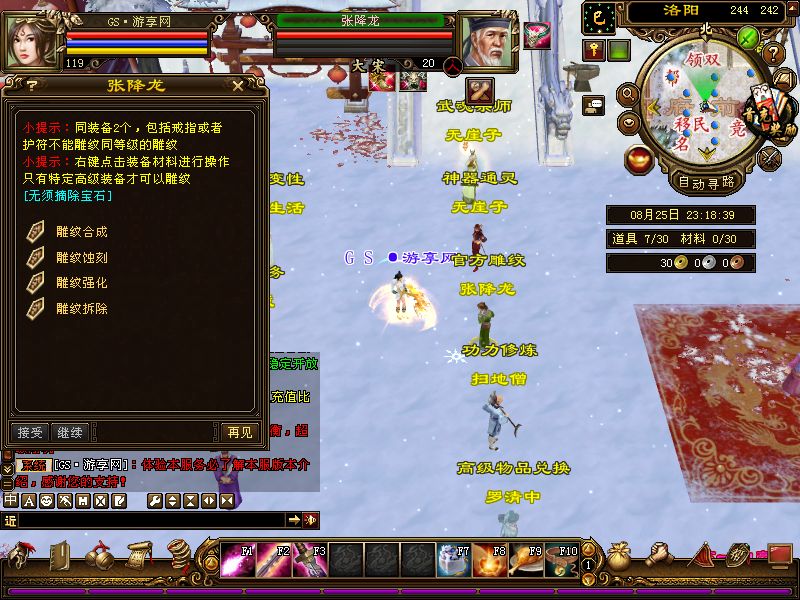 GS·游享网
119
张降龙
大宋
20
洛阳
244 242
北
领双
移民
竞
名
自动寻路
08月25日 23:18:39
道具 7/30 材料 0/30
30 0 0
? 张降龙
小提示：同装备2个，包括戒指或者
护符不能雕纹同等级的雕纹
小提示：右键点击装备材料进行操作
只有特定高级装备才可以雕纹
[无须摘除宝石]
雕纹合成
雕纹蚀刻
雕纹强化
雕纹拆除
接受
继续
再见
武魂宗师
天崖子
变性
神器通灵
生活
天崖子
GS
游享网
官方雕纹
张降龙
功力修炼
扫地僧
高级物品兑换
罗清中
稳定开放
充值比
衡，超
系统 [GS·游享网]：体验本服务必了解本服版本介
绍，感谢您的支持!
中 A
近
F1 F2 F3 F7 F8 F9 F10
1